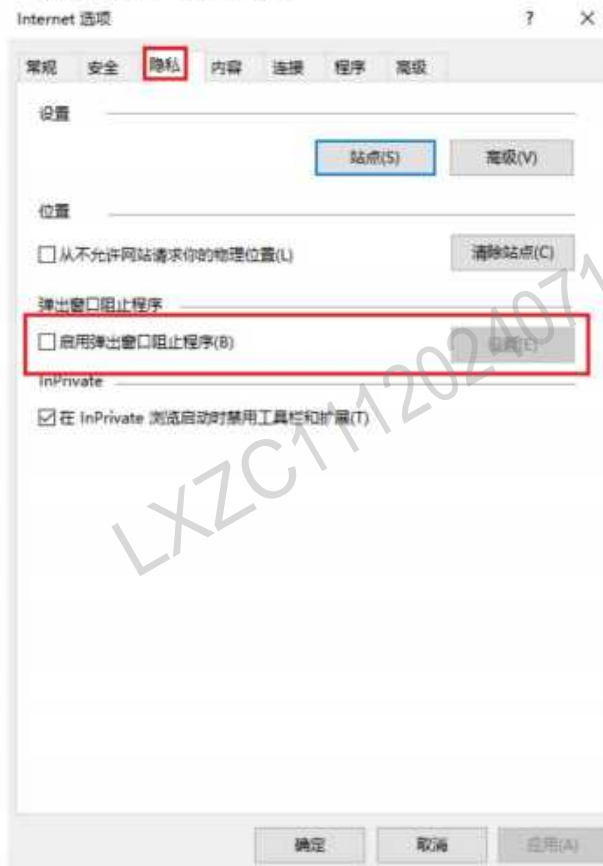 Internet 选项 ? ×
常规 安全 隐私 内容 连接 程序 高级
设置
站点(S) 高级(V)
位置
从不允许网站请求你的物理位置(L) 清除站点(C)
弹出窗口阻止程序
启用弹出窗口阻止程序(B) 设置(E)
InPrivate
在 InPrivate 浏览启动时禁用工具栏和扩展(T)
LXZC1112024071
确定 取消 应用(A)